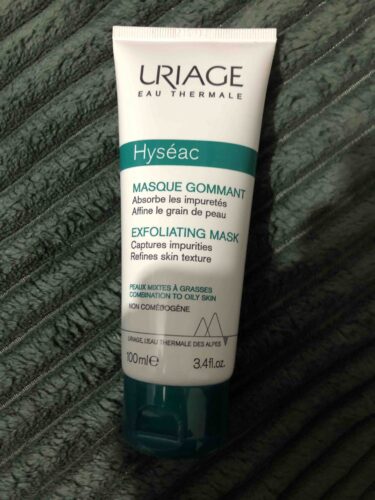 URIAGE
EAU THERMALE
Hyséac
MASQUE GOMMANT
Absorbe les impuretés
Affine le grain de peau
EXFOLIATING MASK
Captures impurities
Refines skin texture
PEAUX MIXTES À GRASSES
COMBINATION TO OILY SKIN
NON COMÉDOGÈNE
URIAGE, L'EAU THERMALE DES ALPES
100ml℮ 3.4fl.oz.